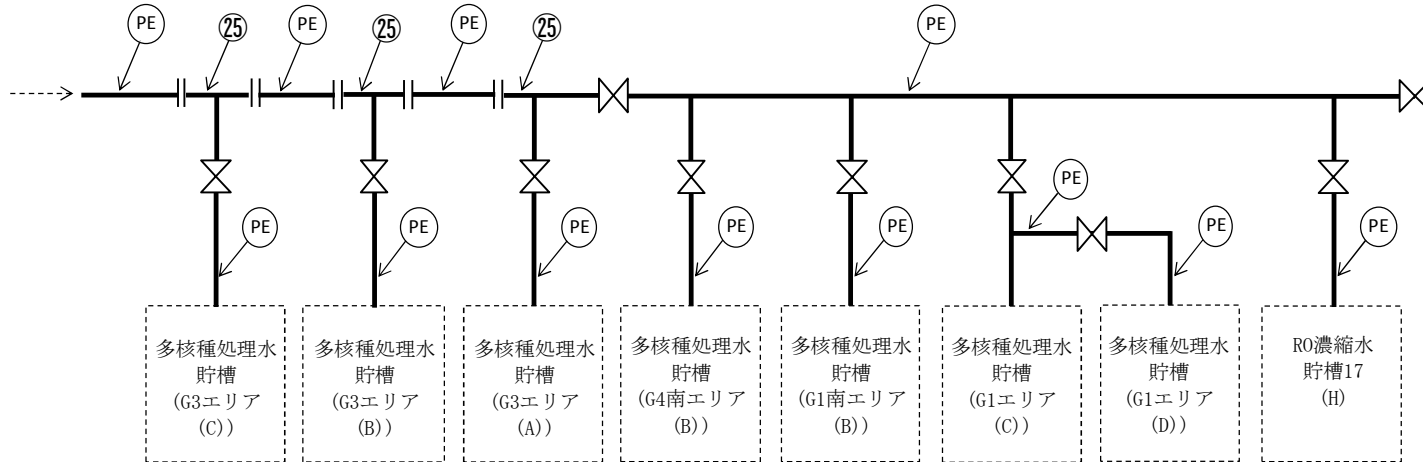 PE
㉕
PE
㉕
PE
㉕
PE
PE
PE
PE
PE
PE
PE
PE
PE
PE
多核種処理水
貯槽
(G3エリア
(C))
多核種処理水
貯槽
(G3エリア
(B))
多核種処理水
貯槽
(G3エリア
(A))
多核種処理水
貯槽
(G4南エリア
(B))
多核種処理水
貯槽
(G1南エリア
(B))
多核種処理水
貯槽
(G1エリア
(C))
多核種処理水
貯槽
(G1エリア
(D))
RO濃縮水
貯槽17
(H)